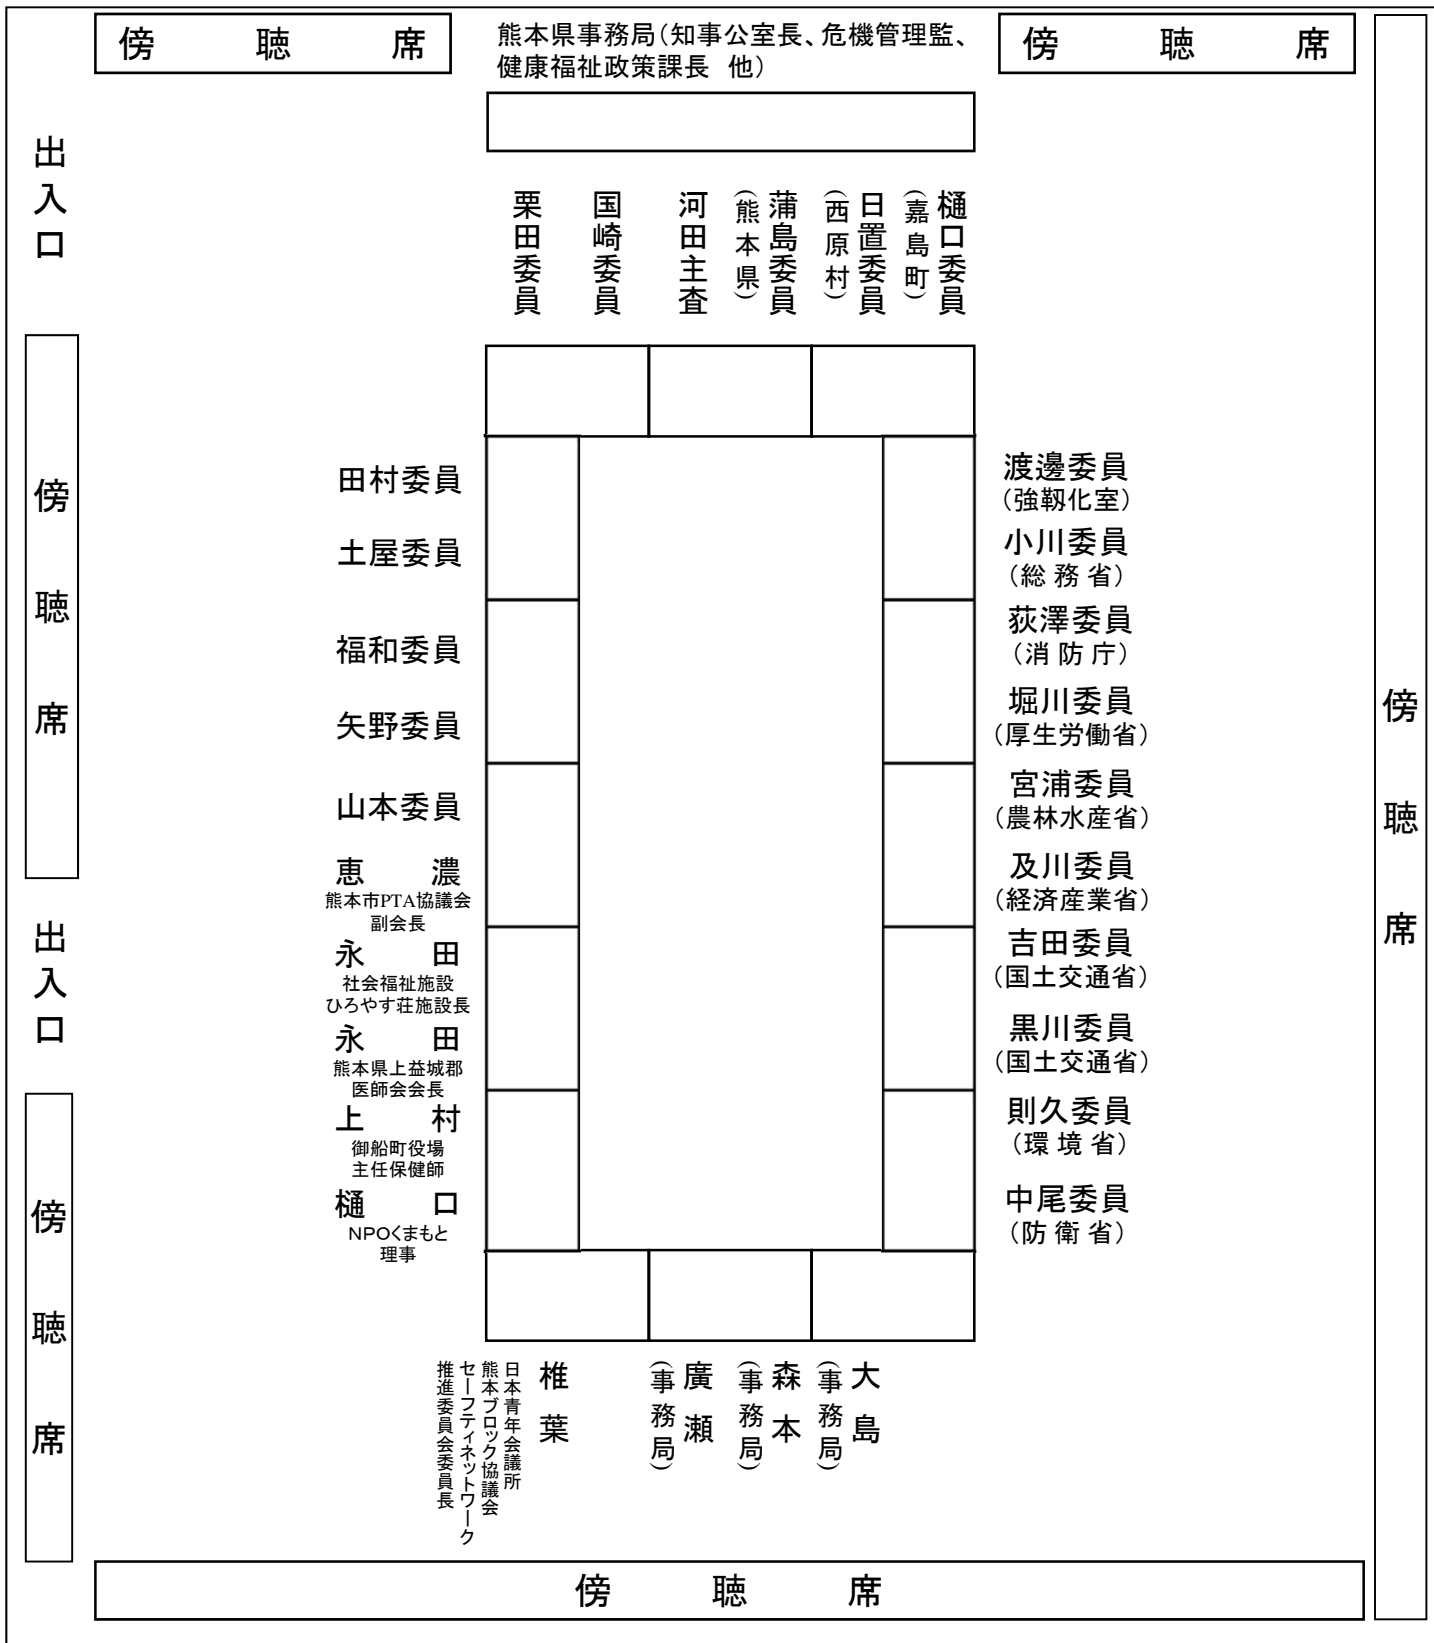 傍聴席
熊本県事務局(知事公室長、危機管理監、
健康福祉政策課長 他)
傍聴席
出入口
栗田委員
国崎委員
河田主査
蒲島委員
(熊本県)
日置委員
(西原村)
樋口委員
(嘉島町)
傍聴席
田村委員
土屋委員
福和委員
矢野委員
山本委員
恵濃
熊本市PTA協議会
副会長
永田
社会福祉施設
ひろやす荘施設長
永田
熊本県上益城郡
医師会会長
上村
御船町役場
主任保健師
樋口
NPOくまもと
理事
渡邊委員
(強靱化室)
小川委員
(総務省)
荻澤委員
(消防庁)
堀川委員
(厚生労働省)
宮浦委員
(農林水産省)
及川委員
(経済産業省)
吉田委員
(国土交通省)
黒川委員
(国土交通省)
則久委員
(環境省)
中尾委員
(防衛省)
傍聴席
出入口
傍聴席
椎葉
日本青年会議所
熊本ブロック協議会
セーフティネットワーク
推進委員会委員長
廣瀬
(事務局)
森本
(事務局)
大島
(事務局)
傍聴席